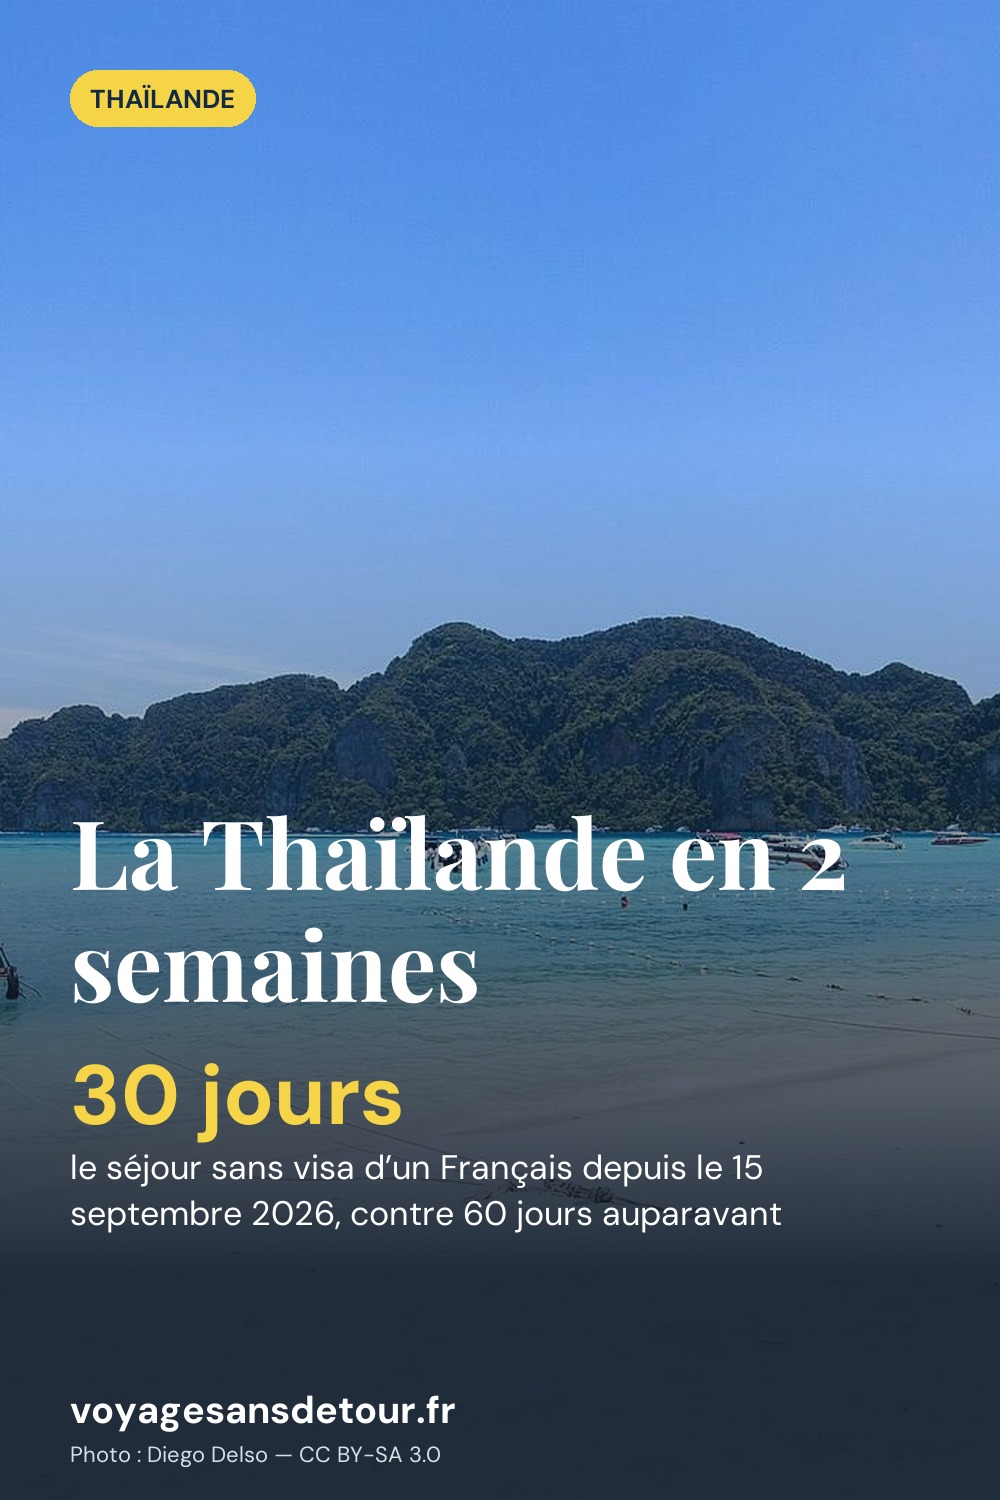 THAÏLANDE
La Thaïlande en 2
semaines
30 jours
le séjour sans visa d’un Français depuis le 15
septembre 2026, contre 60 jours auparavant
voyagesansdetour.fr
Photo : Diego Delso — CC BY-SA 3.0